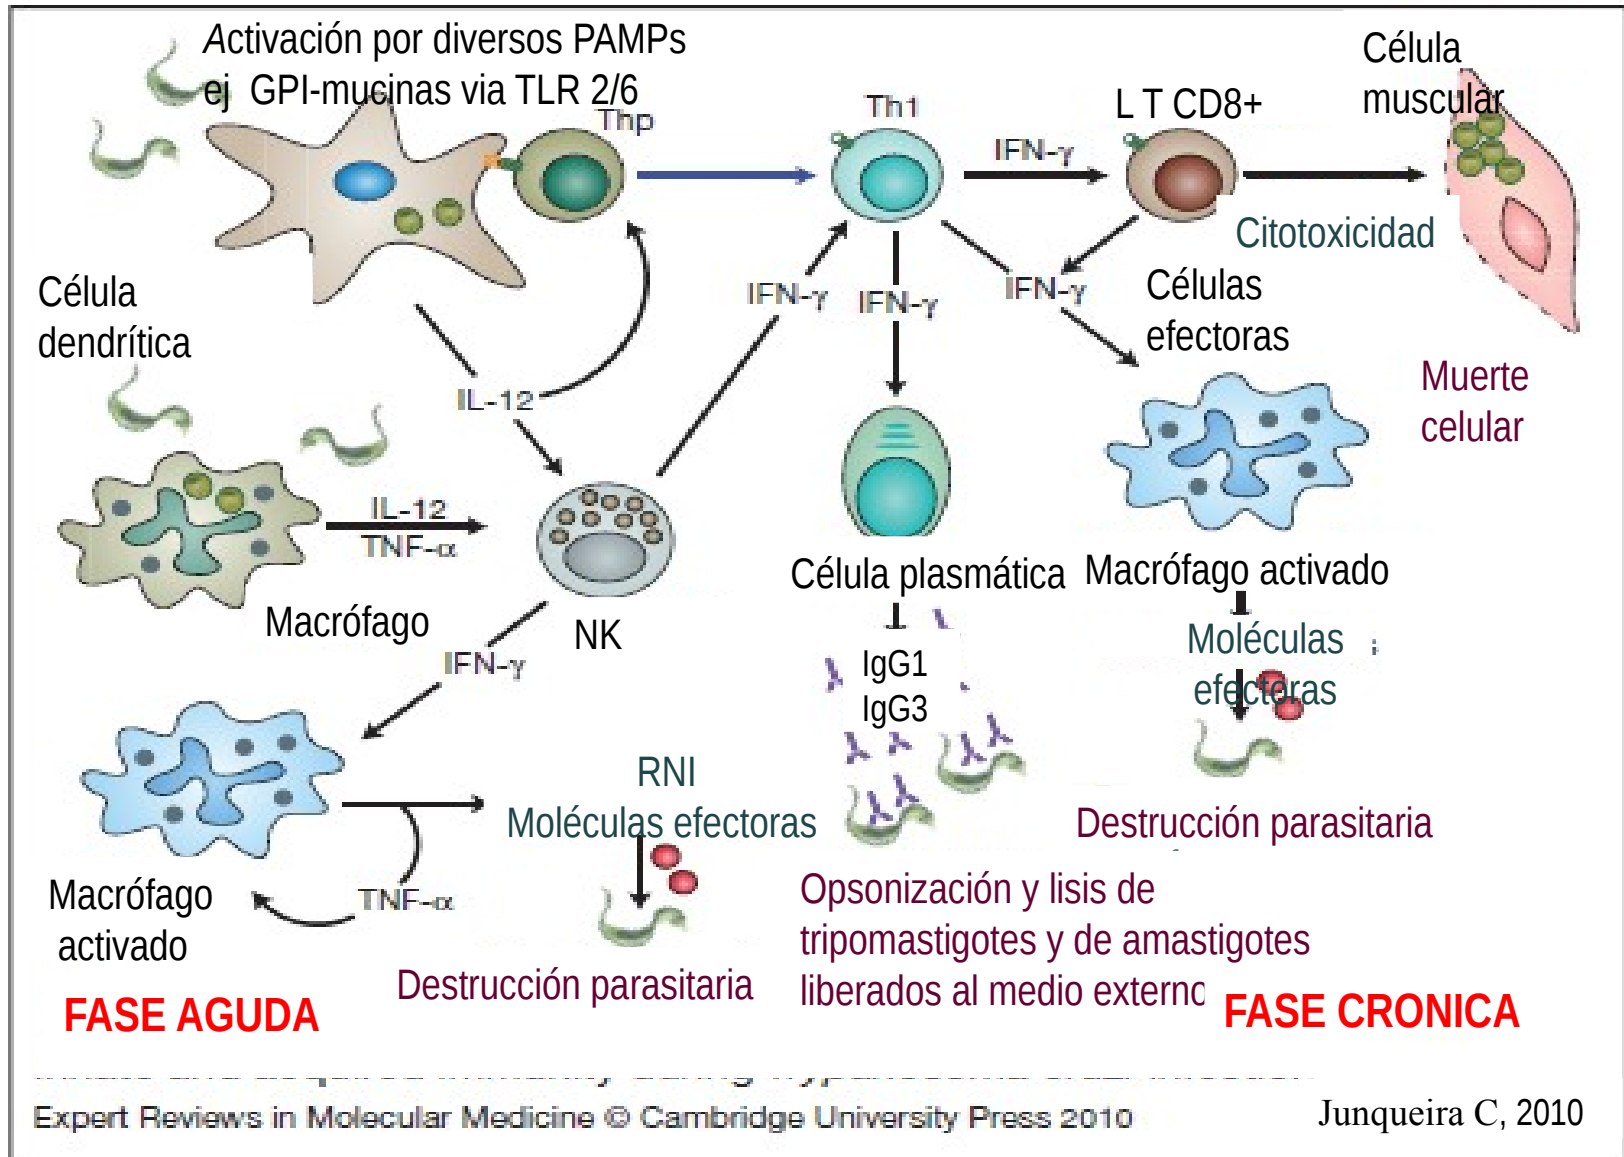 Activación por diversos PAMPs
ej GPI-mucinas via TLR 2/6
Thp
Th1
IFN-γ
L T CD8+
Célula
muscular
Citotoxicidad
Célula
dendrítica
IFN-γ
IFN-γ
IFN-γ
Células
efectoras
IL-12
Muerte
celular
IL-12
TNF-α
Macrófago
NK
IFN-γ
Célula plasmática
Macrófago activado
IgG1
IgG3
Moléculas
efectoras
RNI
Moléculas efectoras
Destrucción parasitaria
Macrófago
activado
TNF-α
Destrucción parasitaria
Opsonización y lisis de
tripomastigotes y de amastigotes
liberados al medio externo
FASE AGUDA
FASE CRONICA
Expert Reviews in Molecular Medicine © Cambridge University Press 2010
Junqueira C, 2010